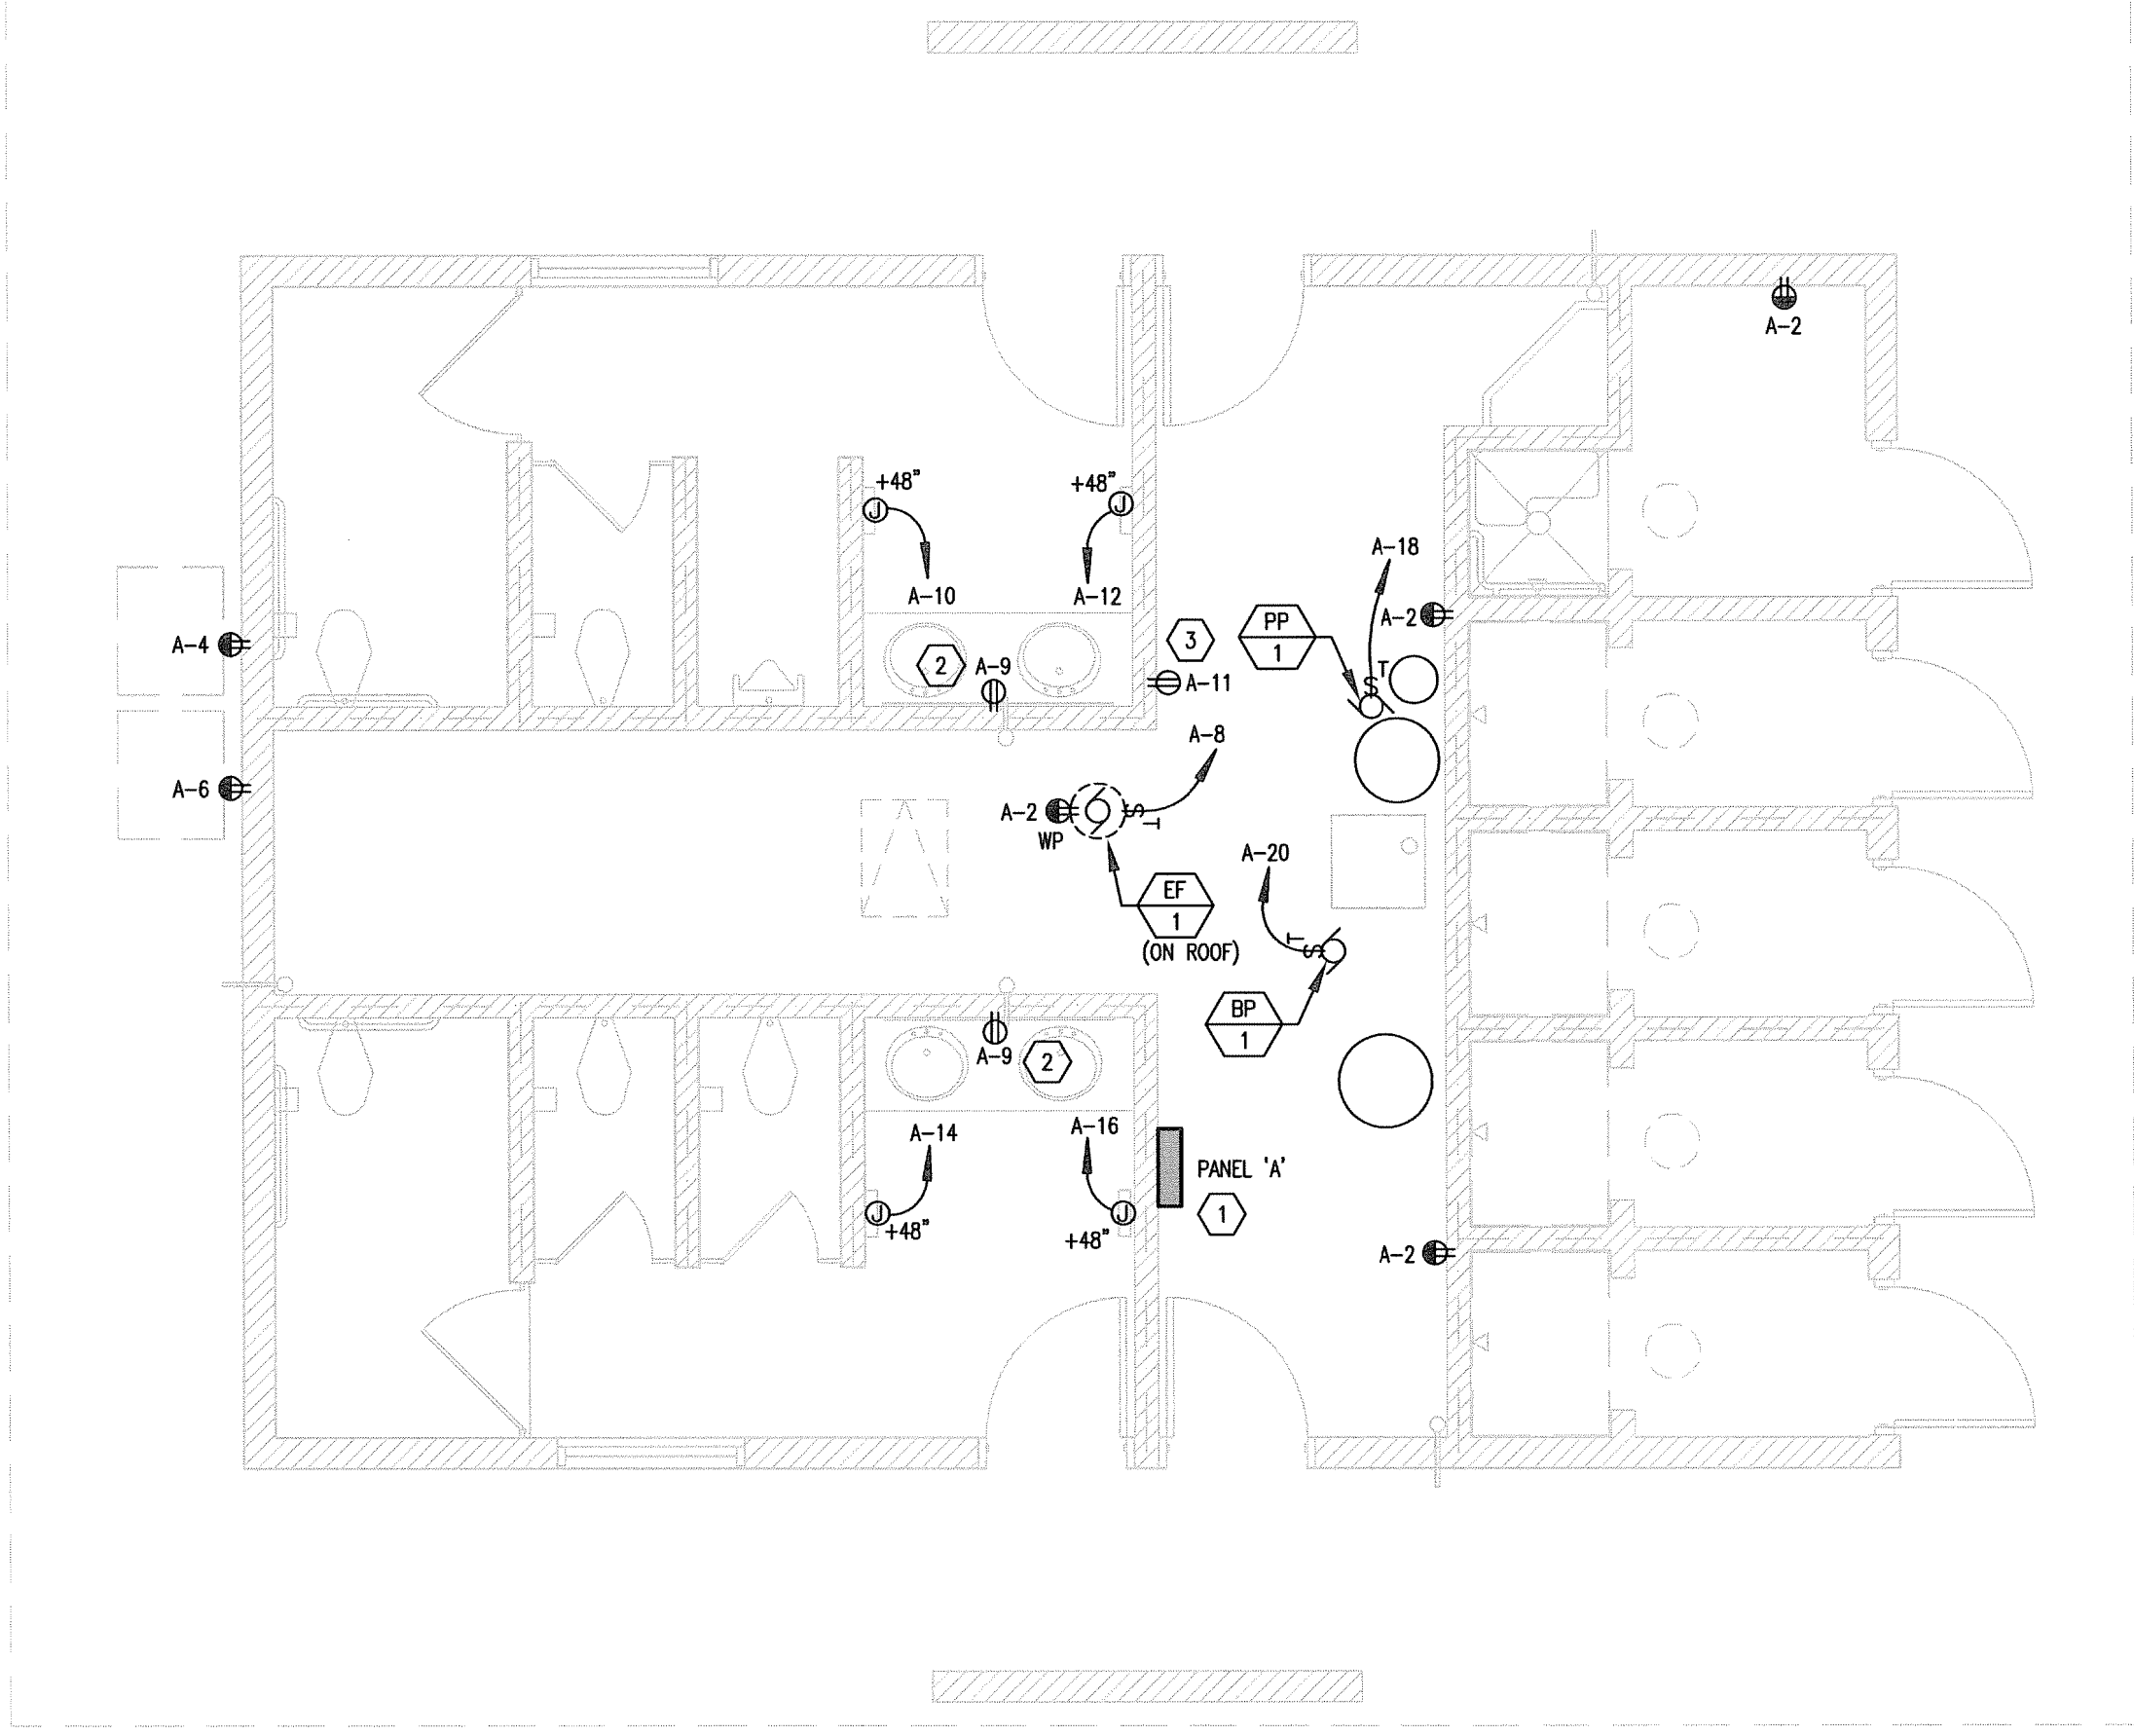 A-2
+48"
J
+48"
J
A-18
A-10
A-12
PP
1
A-2
3
A-4
2
A-9
T
S
A-11
A-8
A-6
A-2
WP
S
T
A-20
EF
1
(ON ROOF)
T
S
BP
1
A-9
2
A-14
A-16
PANEL 'A'
1
J
+48"
J
+48"
A-2